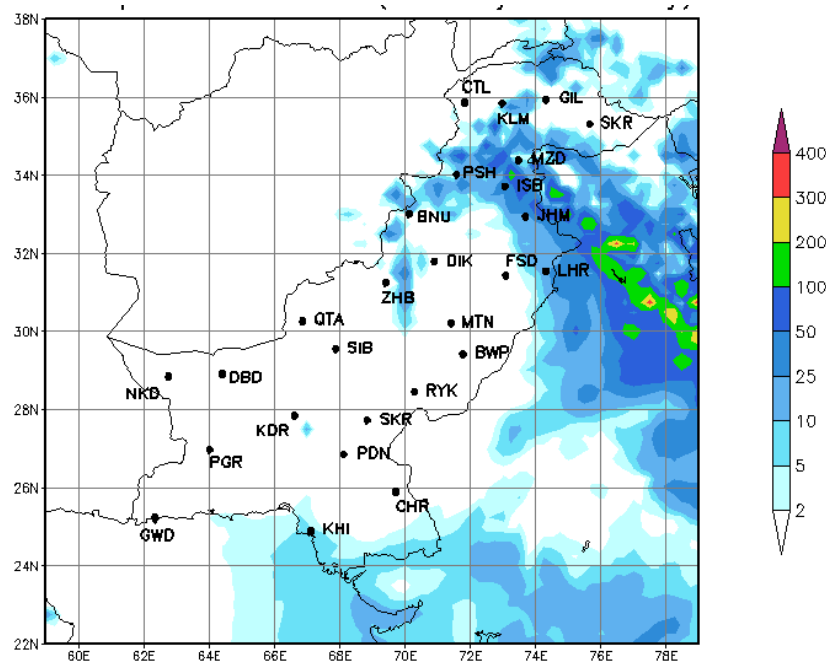 38N
36N
34N
32N
30N
28N
26N
24N
22N
60E 62E 64E 66E 68E 70E 72E 74E 76E 78E
CTL
GIL
KLM
SKR
MZD
PSH
ISB
BNU
JHM
DIK
FSD
LHR
ZHB
QTA
MTN
SIB
BWP
NKD
DBD
RYK
KDR
SKR
PGR
PDN
CHR
GWD
KHI
400
300
200
100
50
25
10
5
2